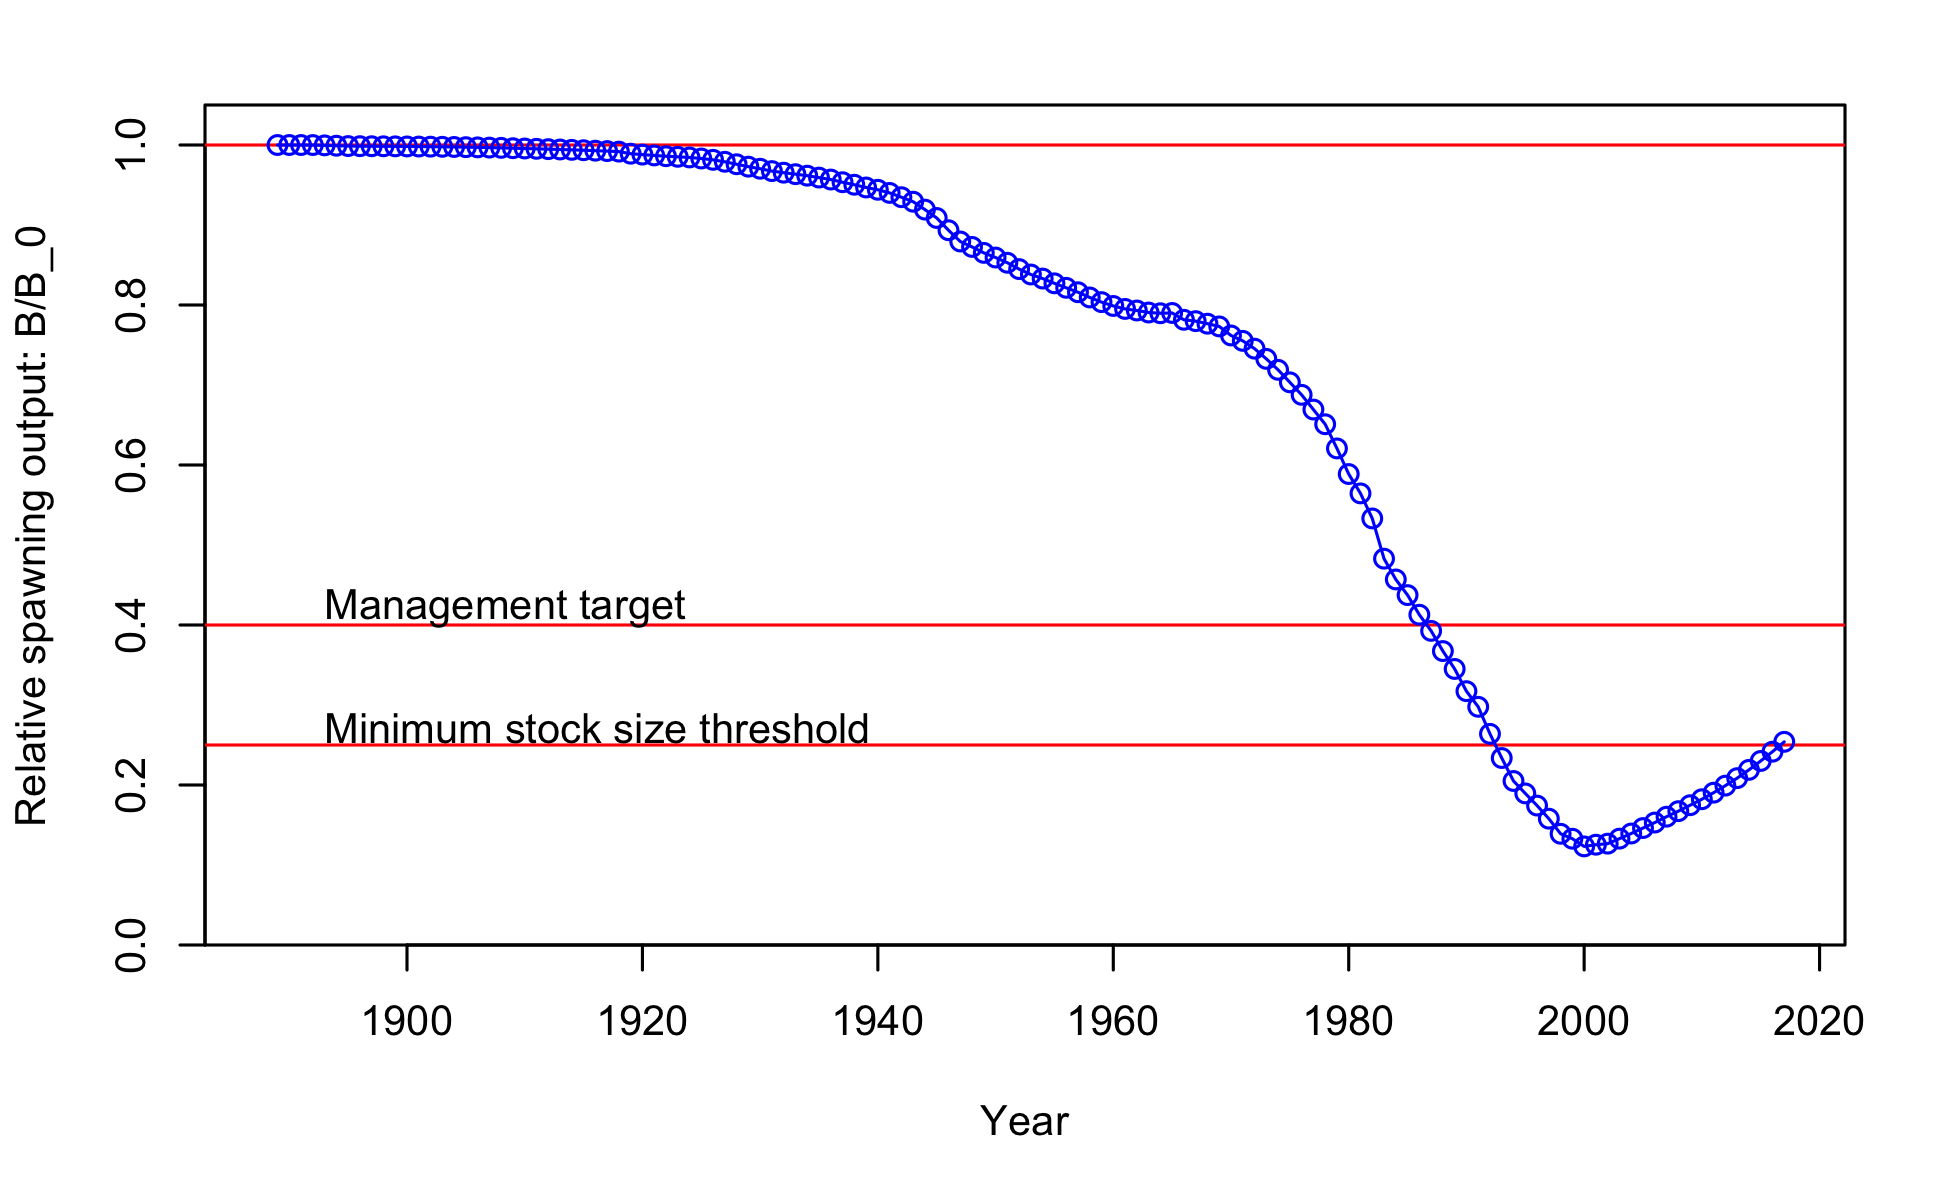 Relative spawning output: B/B_0
1.0
0.8
0.6
0.4
0.2
0.0
Management target
Minimum stock size threshold
1900 1920 1940 1960 1980 2000 2020
Year